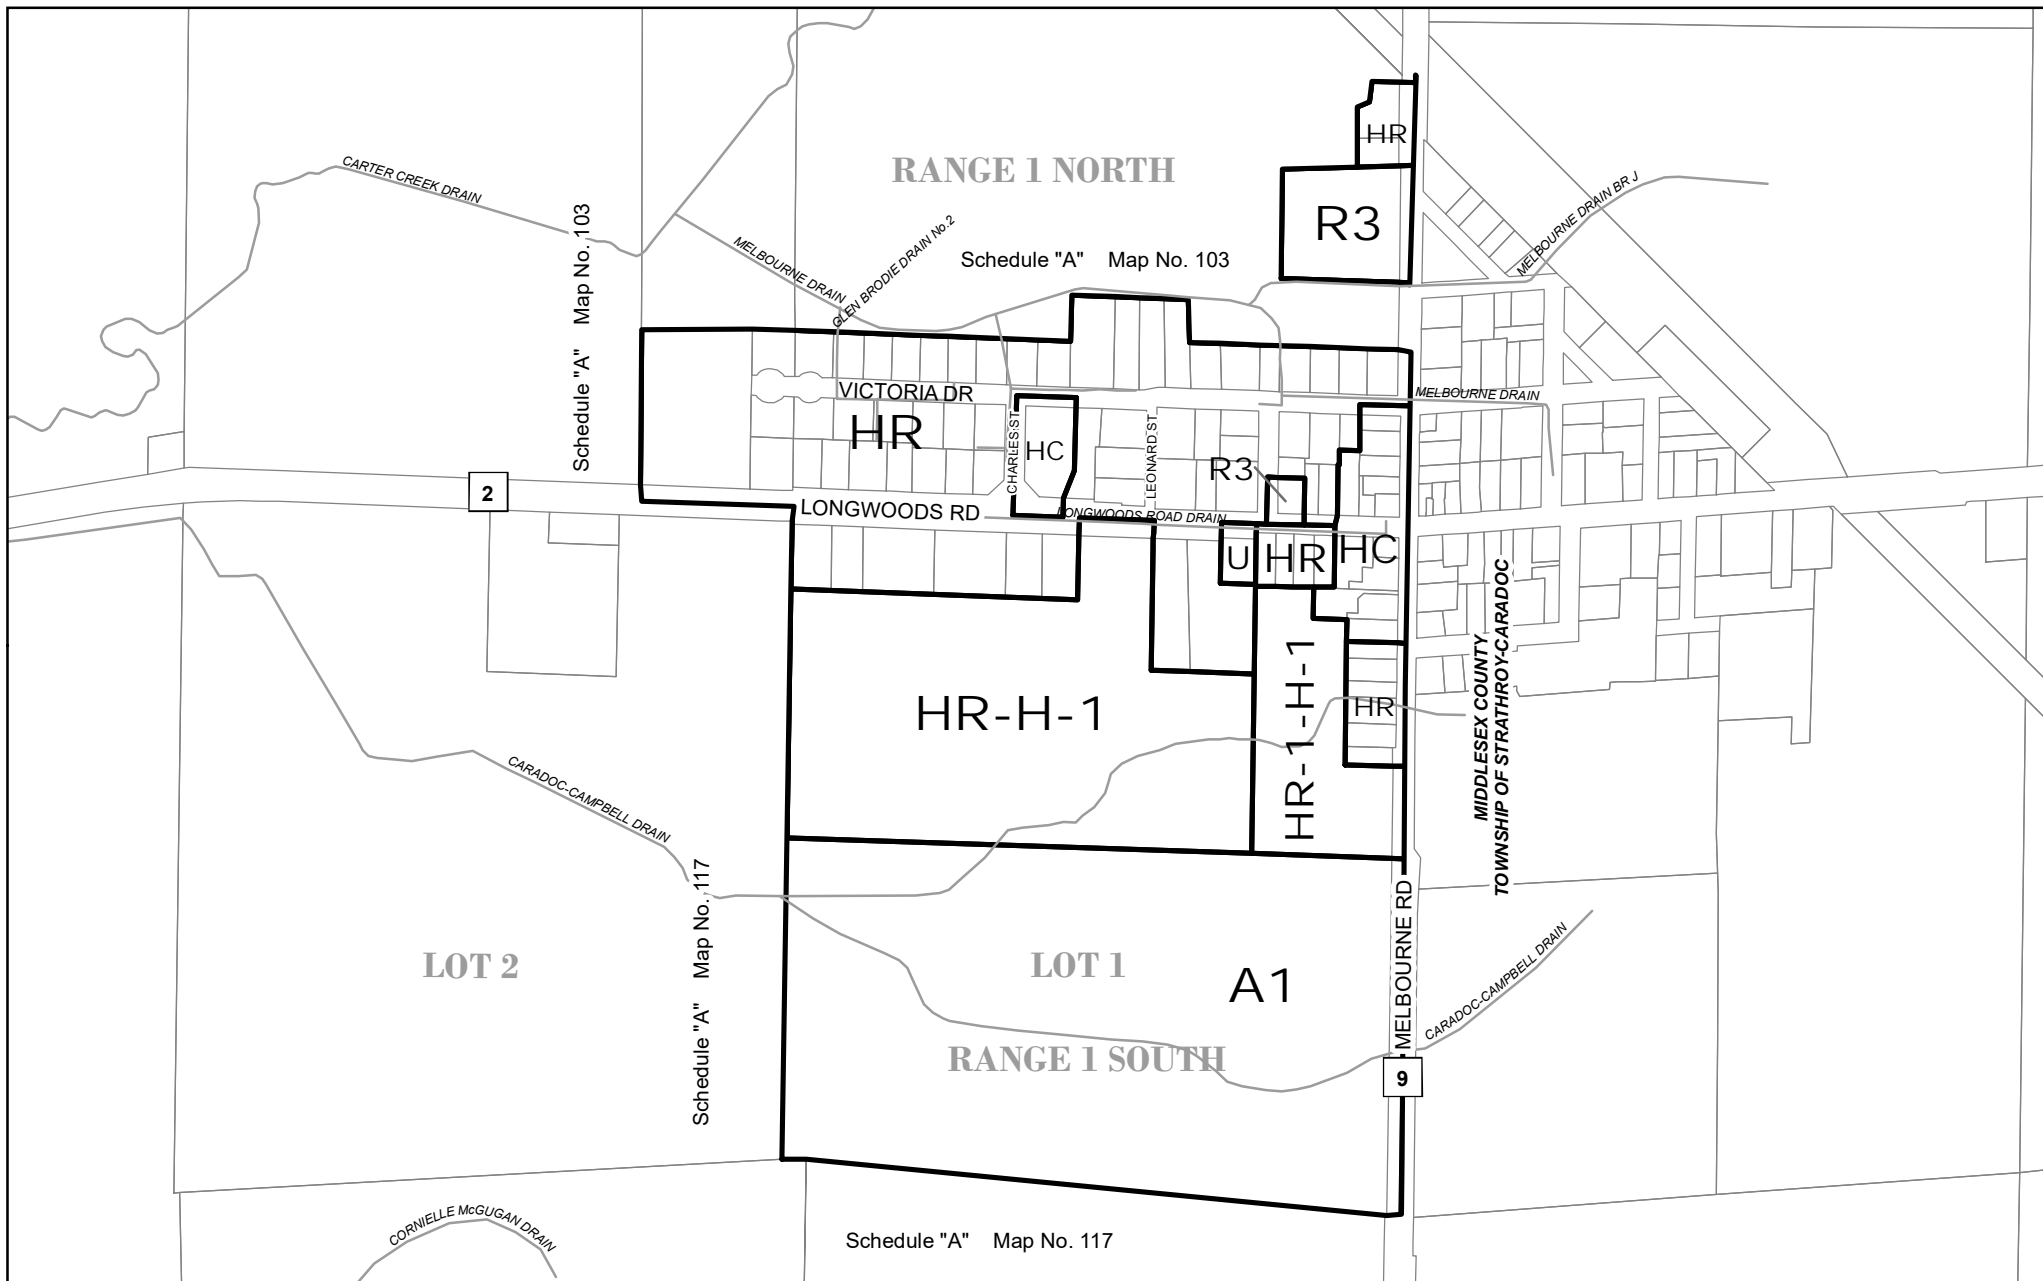 HR
RANGE 1 NORTH
CARTER CREEK DRAIN
R3
MELBOURNE DRAIN BR J
Schedule "A" Map No. 103
MELBOURNE DRAIN
GLEN BRODIE DRAIN No.2
Schedule "A" Map No. 103
VICTORIA DR
MELBOURNE DRAIN
HR
CHARLES ST
HC
LEONARD ST
R3
2
LONGWOODS RD
LONGWOODS ROAD DRAIN
U
HR
HC
MIDDLESEX COUNTY
TOWNSHIP OF STRATHROY-CARADOC
HR-H-1
HR-1-H-1
HR
CARADOC-CAMPBELL DRAIN
Schedule "A" Map No. 117
LOT 2
LOT 1
A1
MELBOURNE RD
CARADOC-CAMPBELL DRAIN
RANGE 1 SOUTH
9
CORNIELLE McGUGAN DRAIN
Schedule "A" Map No. 117